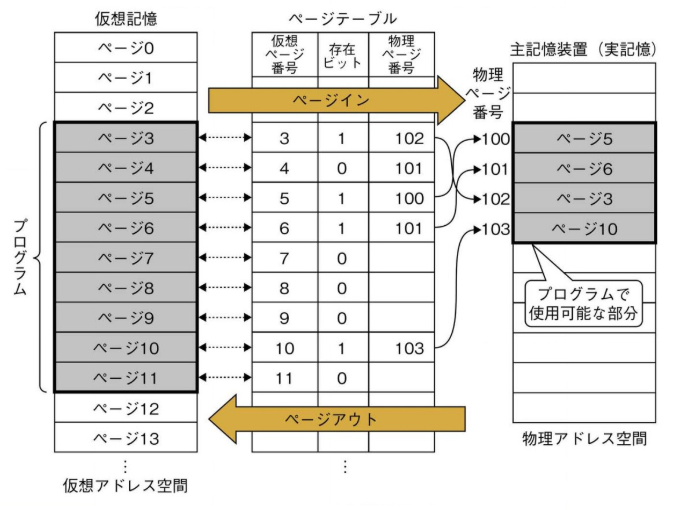 仮想記憶
ページ0
ページ1
ページ2
ページ3
ページ4
ページ5
ページ6
ページ7
ページ8
ページ9
ページ10
ページ11
ページ12
ページ13
⋮
仮想アドレス空間
プログラム
ページテーブル
仮想
ページ
番号
存在
ビット
物理
ページ
番号
ページイン
3 1 102
4 0 101
5 1 100
6 1 101
7 0
8 0
9 0
10 1 103
11 0
ページアウト
⋮
主記憶装置（実記憶）
物理
ページ
番号
100 ページ5
101 ページ6
102 ページ3
103 ページ10
プログラムで
使用可能な部分
物理アドレス空間